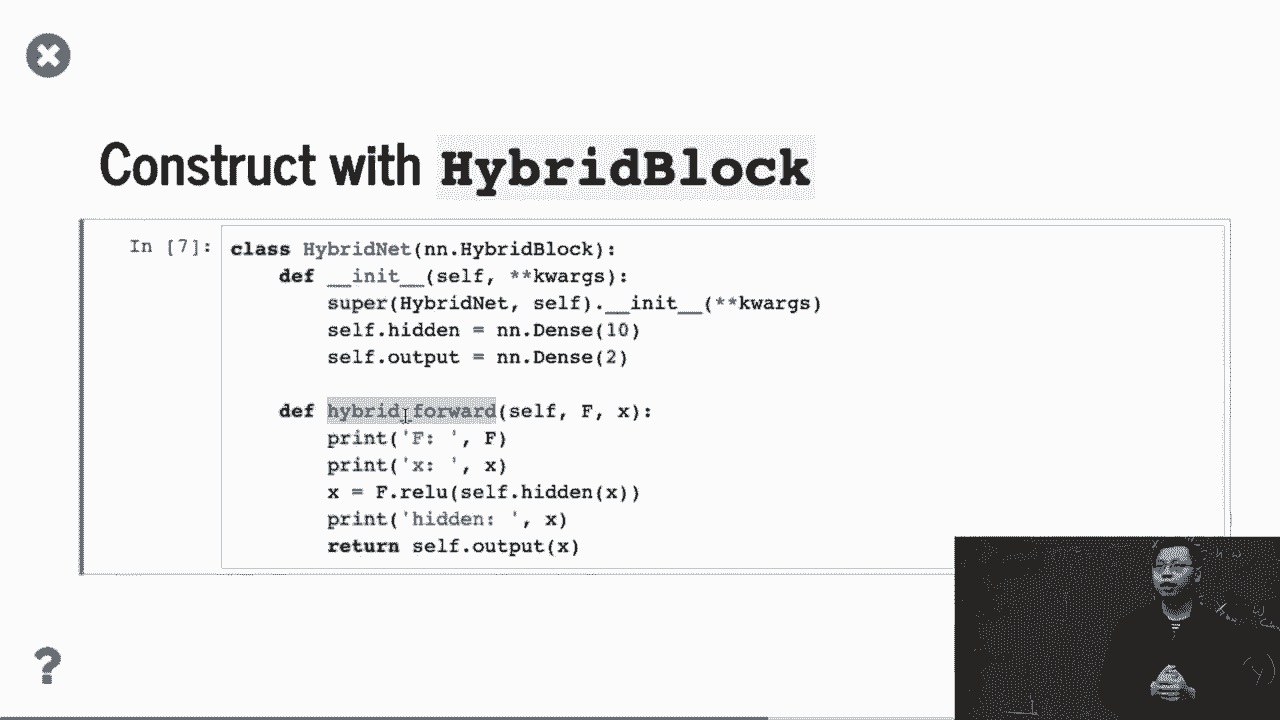 Construct with HybridBlock
In [7]:
class HybridNet(nn.HybridBlock):
def __init__(self, **kwargs):
super(HybridNet, self).__init__(**kwargs)
self.hidden = nn.Dense(10)
self.output = nn.Dense(2)
def hybrid_forward(self, F, x):
print('F: ', F)
print('x: ', x)
x = F.relu(self.hidden(x))
print('hidden: ', x)
return self.output(x)
?